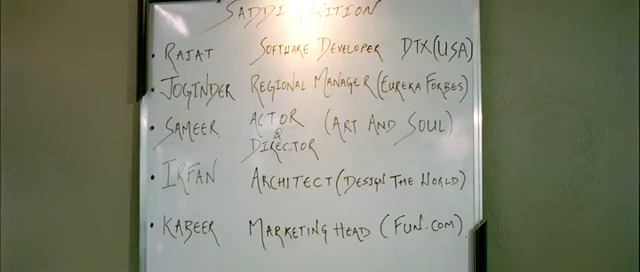 SADDI POSITION
• RAJAT SOFTWARE DEVELOPER DTX (USA)
• JOGINDER REGIONAL MANAGER (EUREKA FORBES)
• SAMEER ACTOR & DIRECTOR (ART AND SOUL)
• IRFAN ARCHITECT (DESIGN THE WORLD)
• KABEER MARKETING HEAD (FUN.COM)